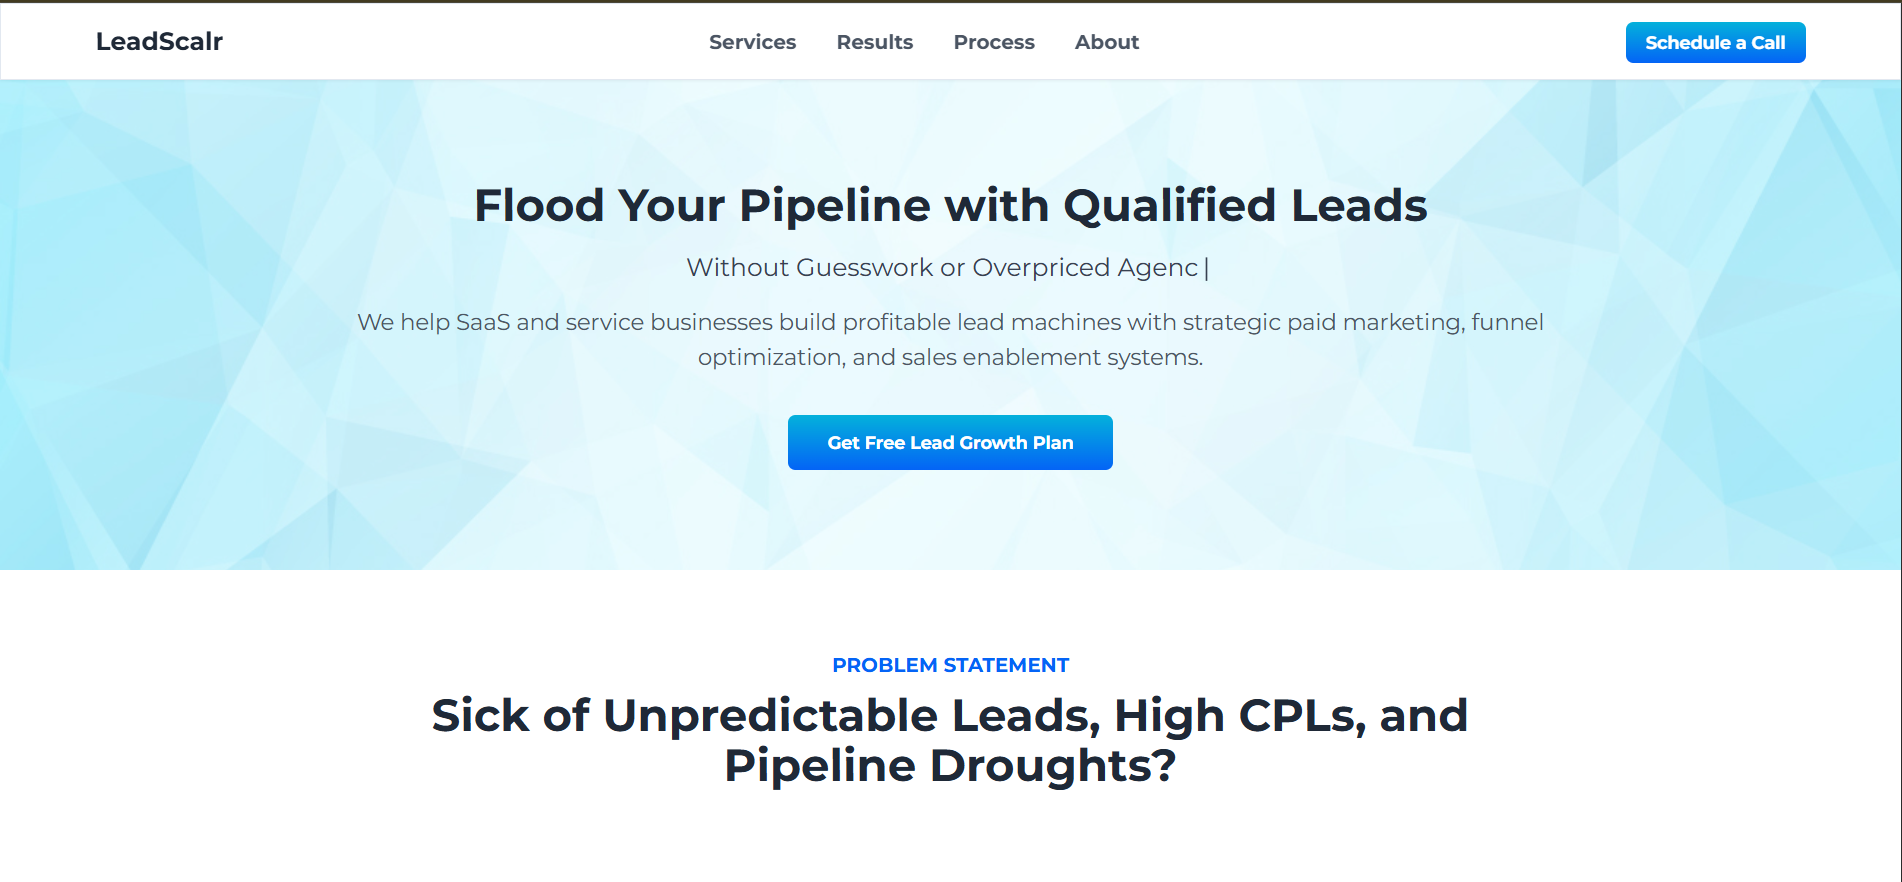 LeadScalr
Services
Results
Process
About
Schedule a Call
Flood Your Pipeline with Qualified Leads
Without Guesswork or Overpriced Agenc|
We help SaaS and service businesses build profitable lead machines with strategic paid marketing, funnel
optimization, and sales enablement systems.
Get Free Lead Growth Plan
PROBLEM STATEMENT
Sick of Unpredictable Leads, High CPLs, and
Pipeline Droughts?